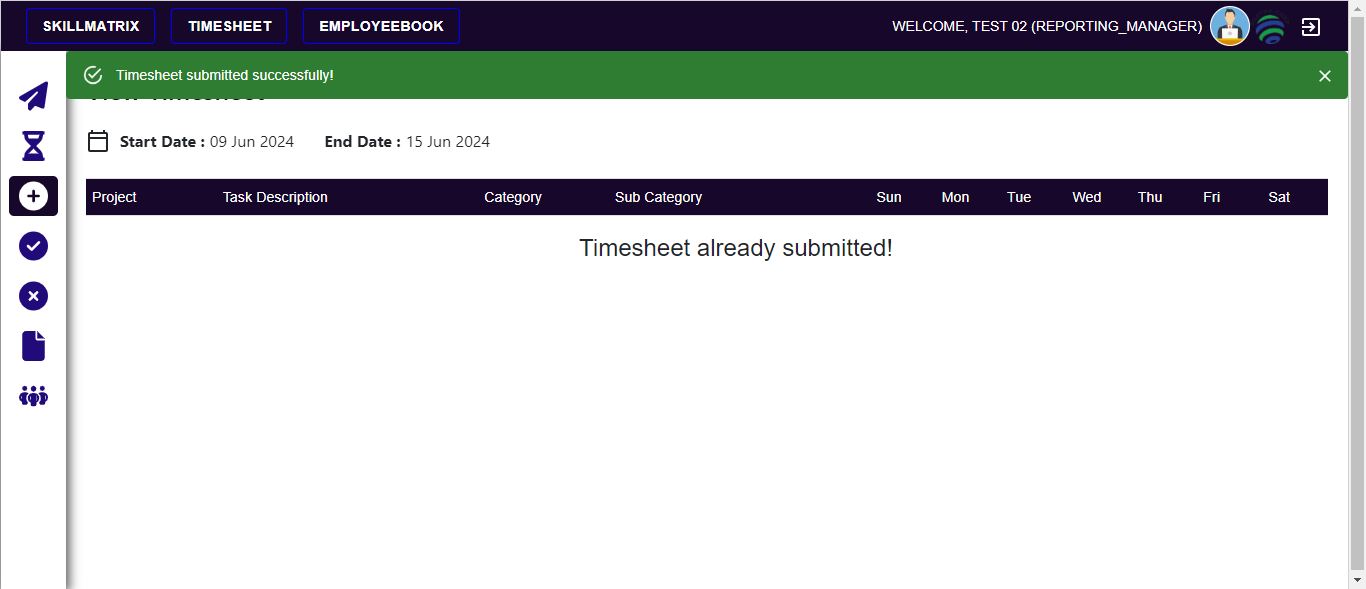 SKILLMATRIX TIMESHEET EMPLOYEEBOOK WELCOME, TEST 02 (REPORTING_MANAGER)
Timesheet submitted successfully!
Start Date : 09 Jun 2024 End Date : 15 Jun 2024
Project Task Description Category Sub Category Sun Mon Tue Wed Thu Fri Sat
Timesheet already submitted!